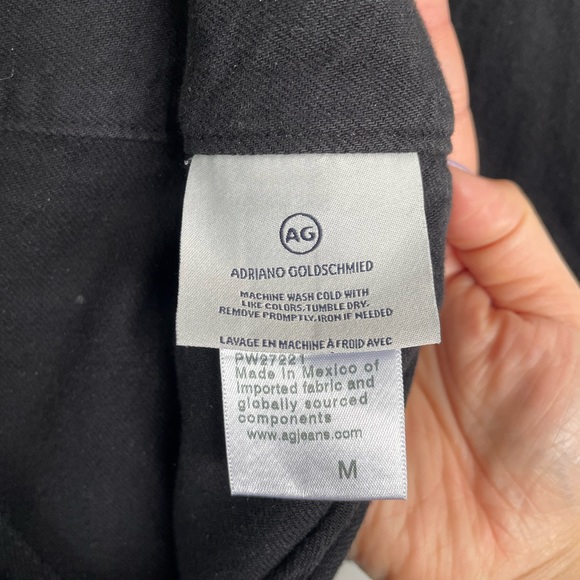 AG
ADRIANO GOLDSCHMIED
MACHINE WASH COLD WITH
LIKE COLORS. TUMBLE DRY.
REMOVE PROMPTLY. IRON IF NEEDED
LAVAGE EN MACHINE À FROID AVEC
PW27221
Made In Mexico of
Imported fabric and
globally sourced
components
www.agjeans.com
M